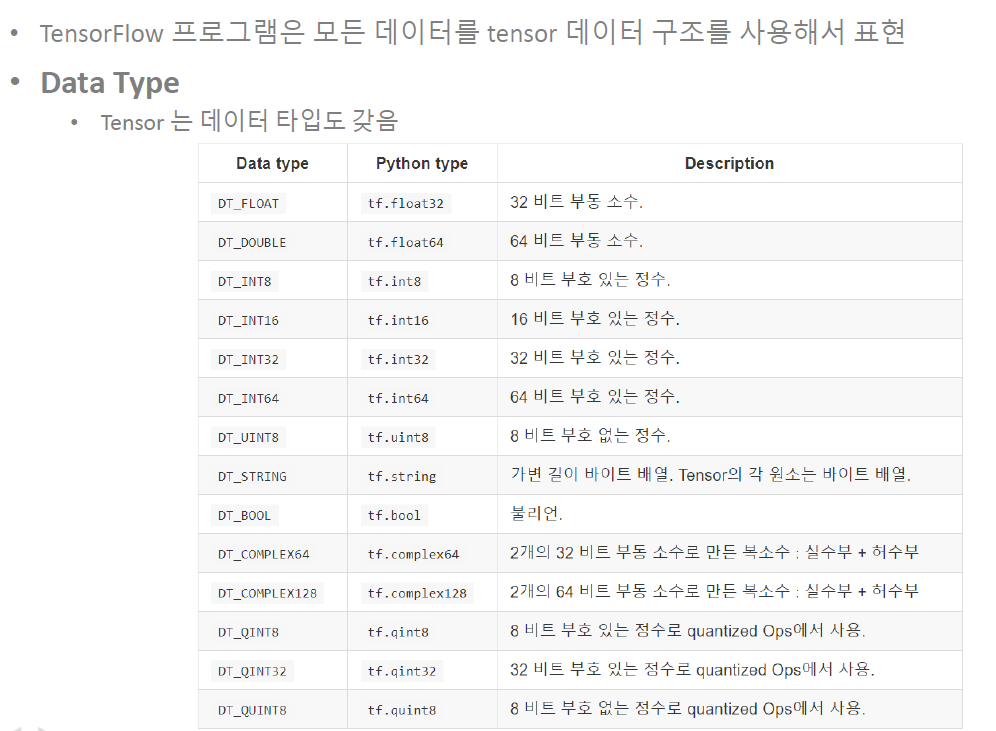 • TensorFlow 프로그램은 모든 데이터를 tensor 데이터 구조를 사용해서 표현
• Data Type
• Tensor 는 데이터 타입도 갖음
Data type Python type Description
DT_FLOAT tf.float32 32 비트 부동 소수.
DT_DOUBLE tf.float64 64 비트 부동 소수.
DT_INT8 tf.int8 8 비트 부호 있는 정수.
DT_INT16 tf.int16 16 비트 부호 있는 정수.
DT_INT32 tf.int32 32 비트 부호 있는 정수.
DT_INT64 tf.int64 64 비트 부호 있는 정수.
DT_UINT8 tf.uint8 8 비트 부호 없는 정수.
DT_STRING tf.string 가변 길이 바이트 배열. Tensor의 각 원소는 바이트 배열.
DT_BOOL tf.bool 불리언.
DT_COMPLEX64 tf.complex64 2개의 32 비트 부동 소수로 만든 복소수 : 실수부 + 허수부
DT_COMPLEX128 tf.complex128 2개의 64 비트 부동 소수로 만든 복소수 : 실수부 + 허수부
DT_QINT8 tf.qint8 8 비트 부호 있는 정수로 quantized Ops에서 사용.
DT_QINT32 tf.qint32 32 비트 부호 있는 정수로 quantized Ops에서 사용.
DT_QUINT8 tf.quint8 8 비트 부호 없는 정수로 quantized Ops에서 사용.